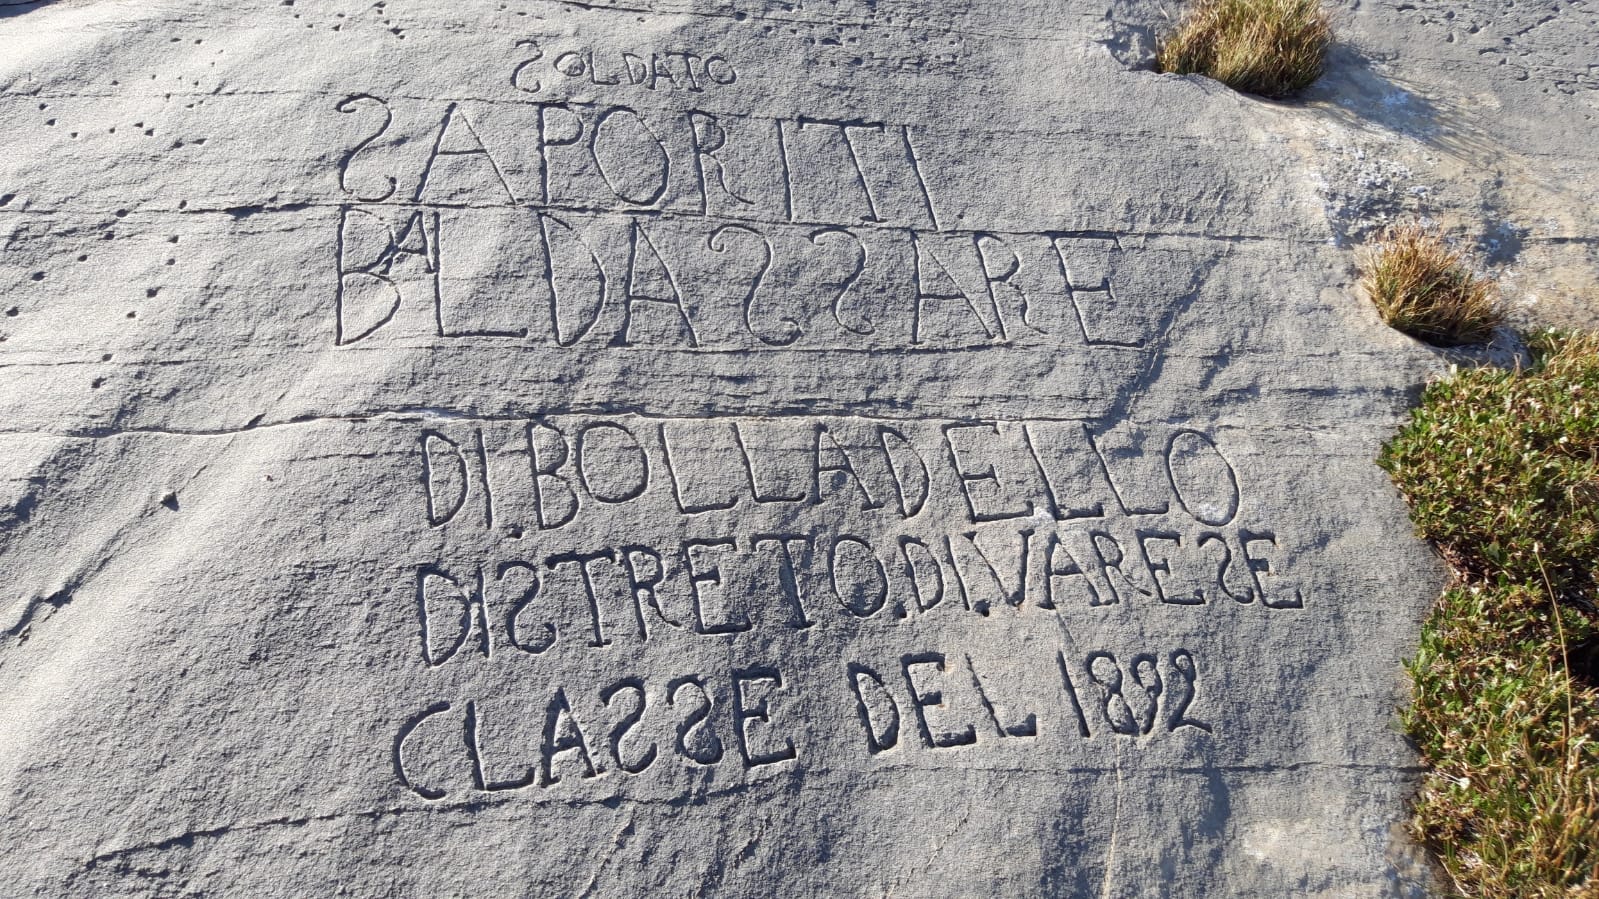 SOLDATO
SAPORITI
BALDASSARE
DI.BOLLADELLO
DISTRETO.DI.VARESE
CLASSE DEL 1892